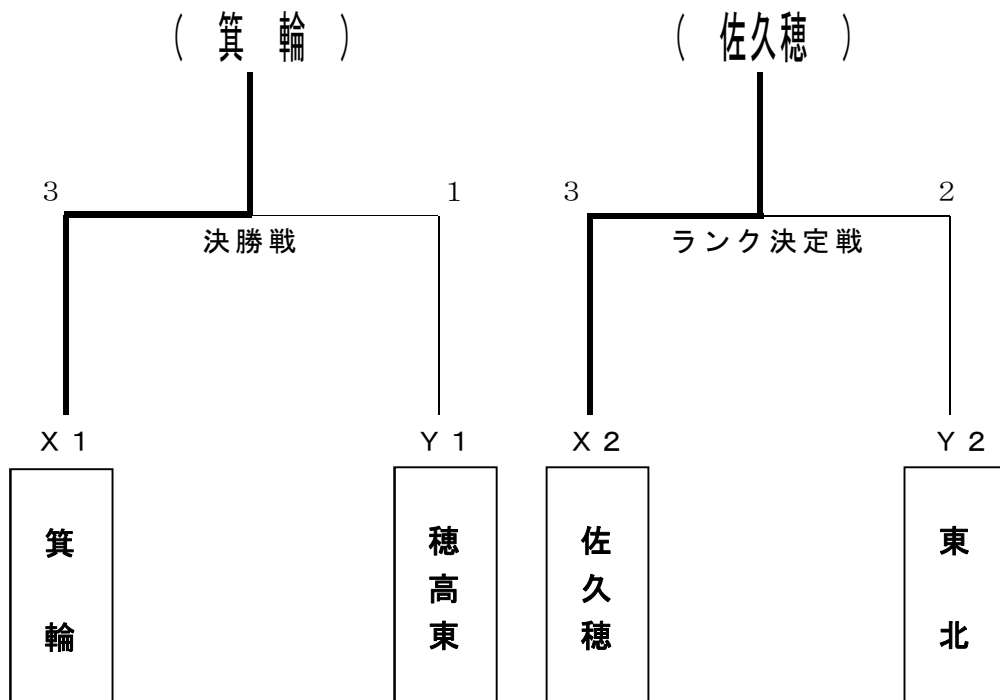 ( 箕 輪 )
( 佐久穂 )
3
1
3
2
決勝戦
ランク決定戦
X 1
Y 1
X 2
Y 2
箕輪
穂高東
佐久穂
東北